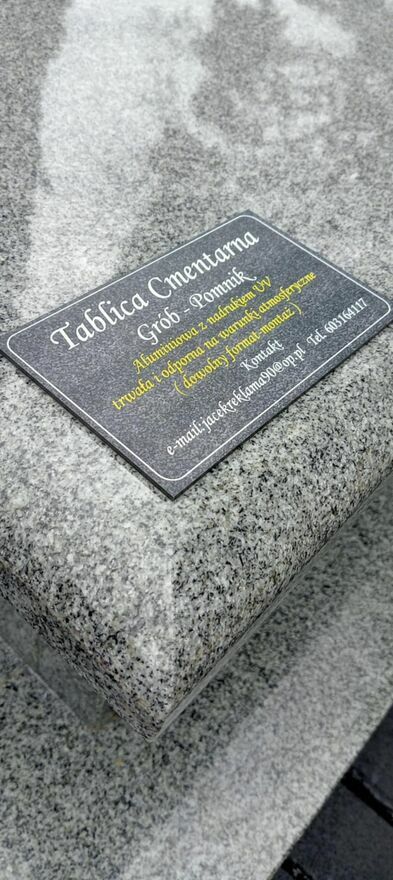 Tablica Cmentarna
Grób - Pomnik
Aluminiowa z nadrukiem UV
trwała i odporna na warunki atmosferyczne
( dowolny format-montaż )
Kontakt
e-mail:jacekreklama90@op.pl Tel 603164117